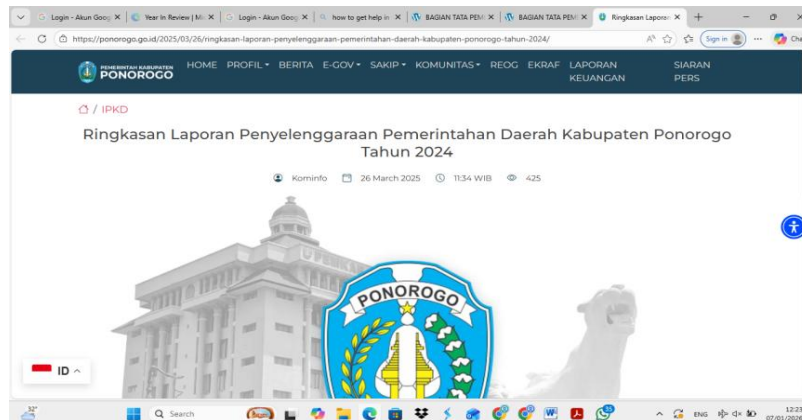 Login - Akun Goog
Year In Review | Mi
Login - Akun Goog
how to get help in
BAGIAN TATA PEM
BAGIAN TATA PEM
Ringkasan Laporan
https://ponorogo.go.id/2025/03/26/ringkasan-laporan-penyelenggaraan-pemerintahan-daerah-kabupaten-ponorogo-tahun-2024/
Sign in
PEMERINTAH KABUPATEN
PONOROGO
HOME PROFIL BERITA E-GOV SAKIP KOMUNITAS REOG EKRAF LAPORAN KEUANGAN SIARAN PERS
/ IPKD
Ringkasan Laporan Penyelenggaraan Pemerintahan Daerah Kabupaten Ponorogo
Tahun 2024
Kominfo 26 March 2025 11:34 WIB 425
PONOROGO
ID
32°
Search
ENG
12:23